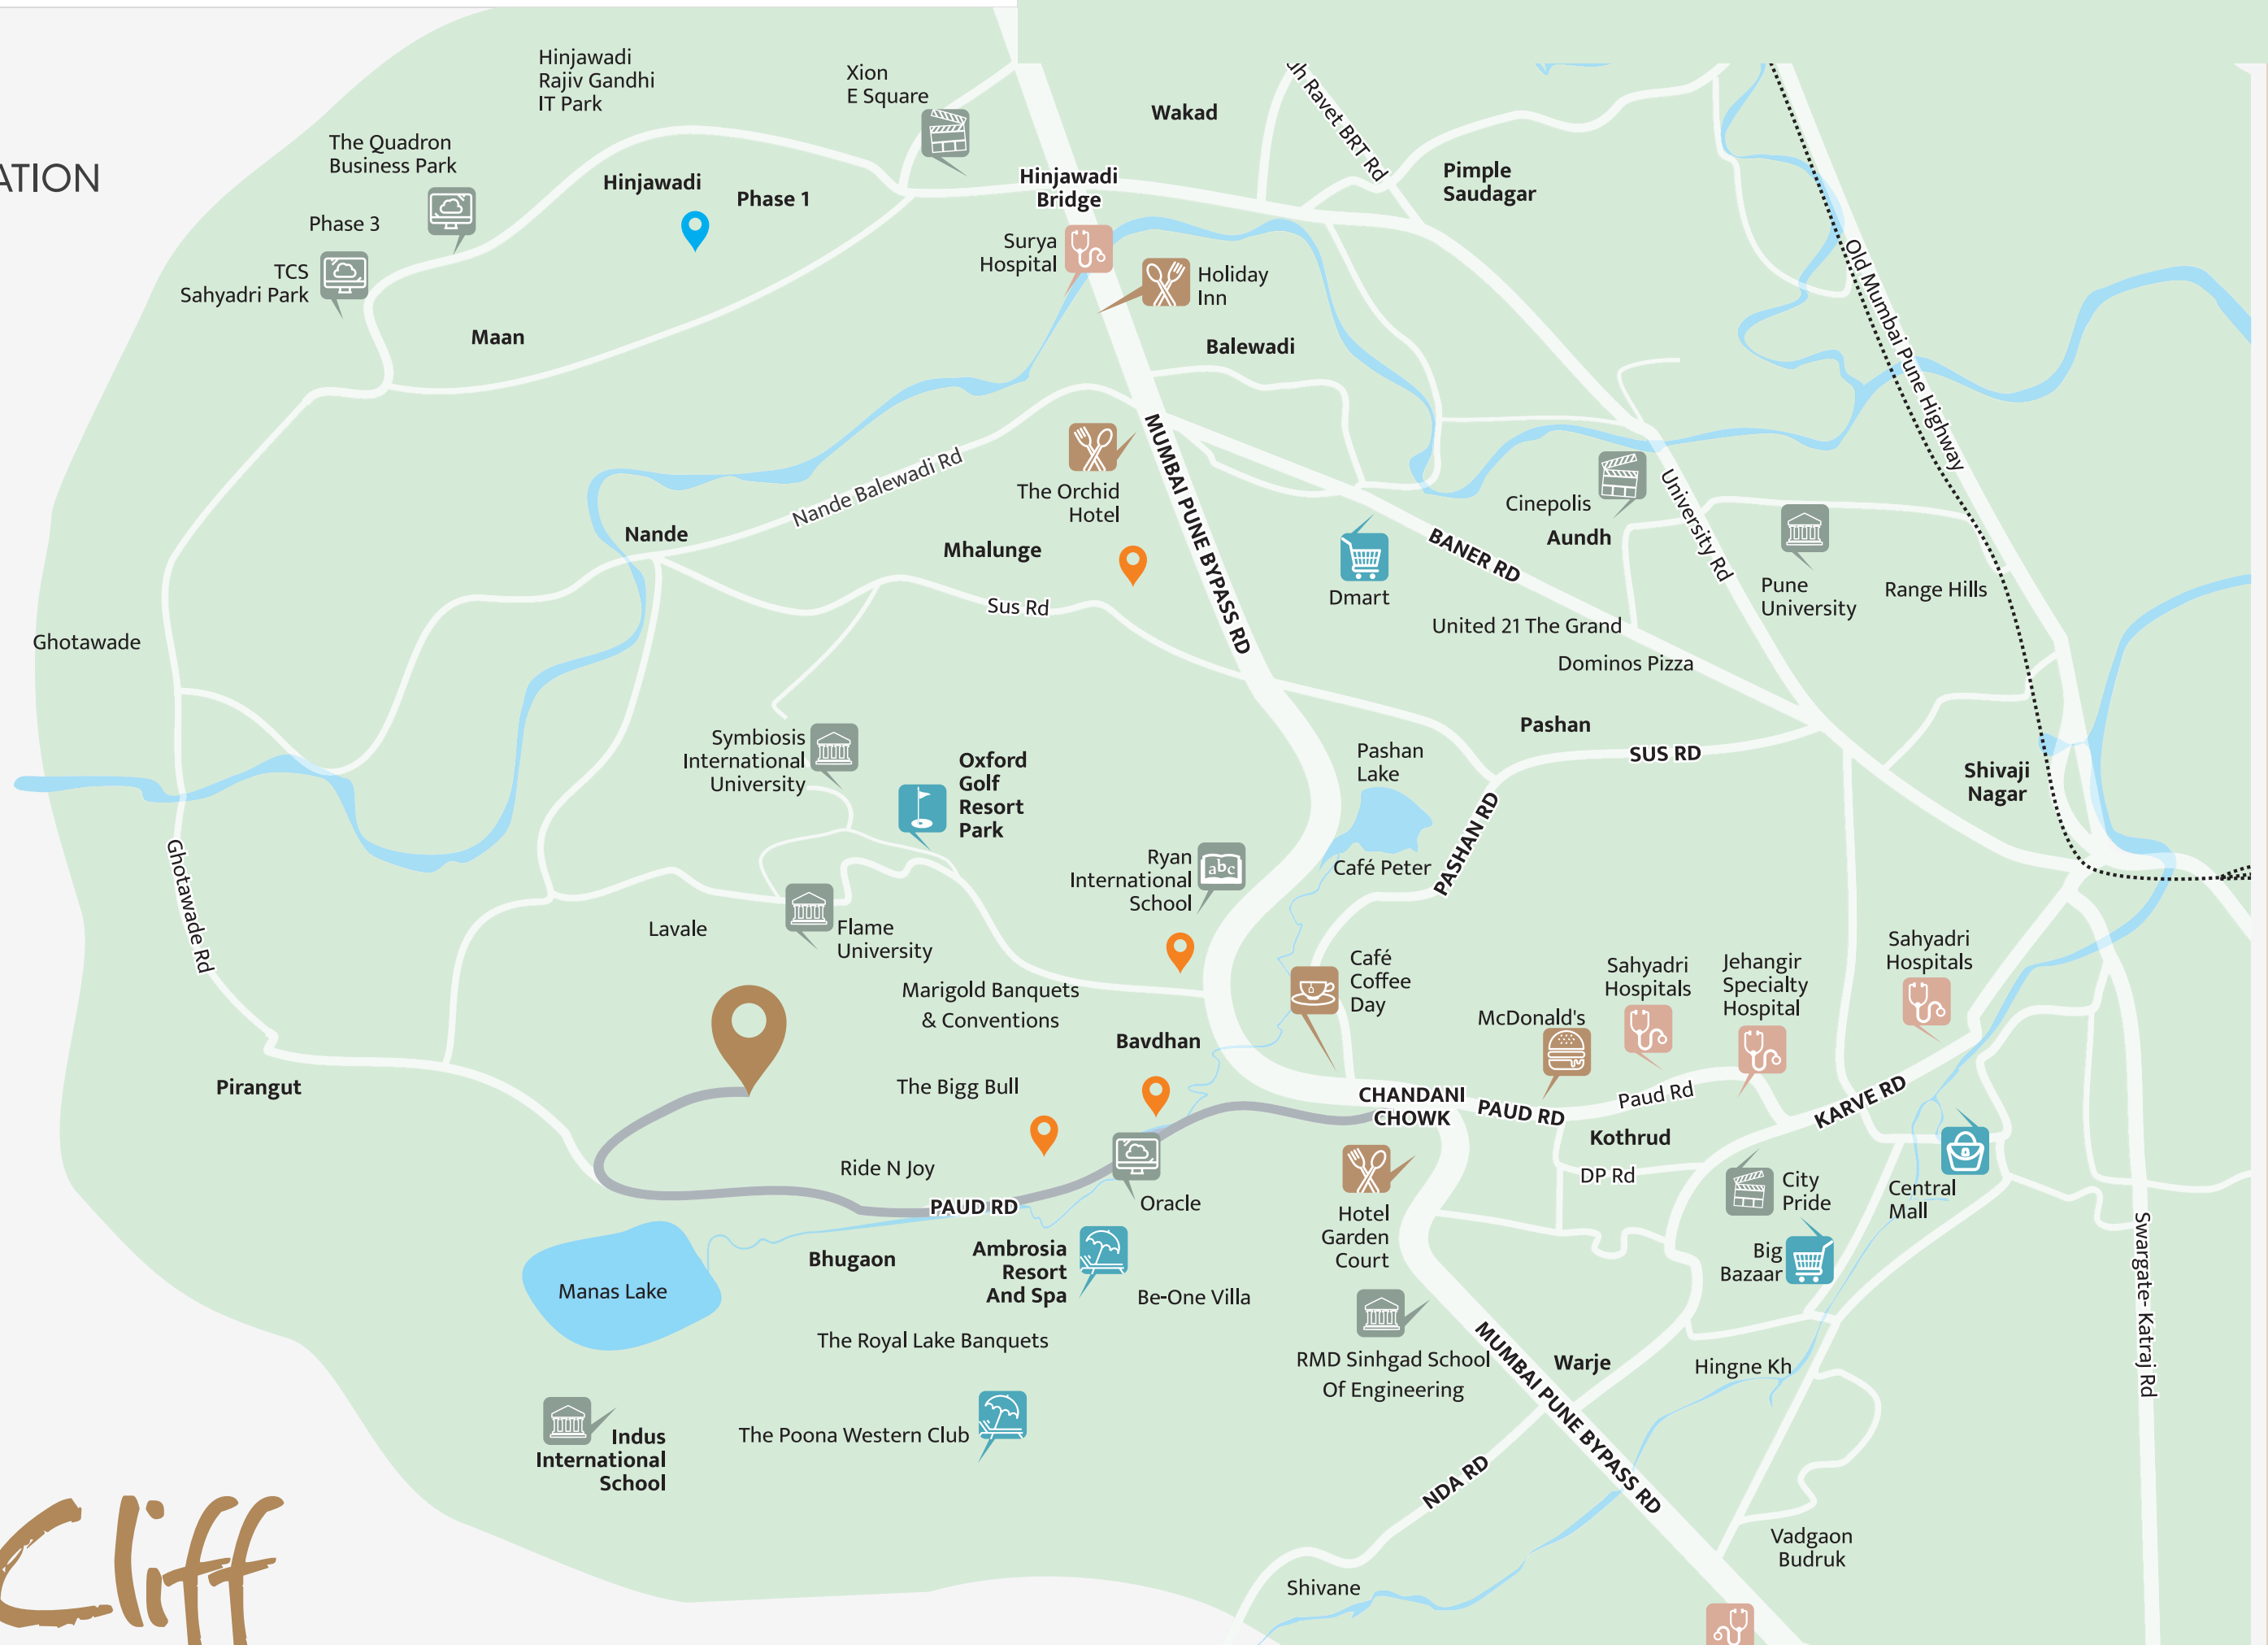 ATION
Hinjawadi
Rajiv Gandhi
IT Park
Xion
E Square
Wakad
gh Ravet BRT Rd
The Quadron
Business Park
Hinjawadi
Phase 1
Hinjawadi
Bridge
Pimple
Saudagar
Phase 3
TCS
Sahyadri Park
Surya
Hospital
Holiday
Inn
Old Mumbai Pune Highway
Maan
Balewadi
Nande Balewadi Rd
The Orchid
Hotel
MUMBAI PUNE BYPASS RD
Cinepolis
University Rd
Nande
Mhalunge
BANER RD
Aundh
Dmart
Pune
University
Range Hills
Sus Rd
United 21 The Grand
Ghotawade
Dominos Pizza
Symbiosis
International
University
Oxford
Golf
Resort
Park
Pashan
Lake
Pashan
SUS RD
Shivaji
Nagar
PASHAN RD
Ryan
International
School
abc
Café Peter
Ghotawade Rd
Lavale
Flame
University
Café
Coffee
Day
Sahyadri
Hospitals
Jehangir
Specialty
Hospital
Sahyadri
Hospitals
Marigold Banquets
& Conventions
McDonald's
Bavdhan
Pirangut
The Bigg Bull
CHANDANI
CHOWK
PAUD RD
Paud Rd
KARVE RD
Kothrud
Ride N Joy
DP Rd
PAUD RD
Oracle
City
Pride
Central
Mall
Hotel
Garden
Court
Bhugaon
Ambrosia
Resort
And Spa
Big
Bazaar
Swargate- Katraj Rd
Manas Lake
Be-One Villa
The Royal Lake Banquets
RMD Sinhgad School
Of Engineering
MUMBAI PUNE BYPASS RD
Warje
Hingne Kh
Indus
International
School
The Poona Western Club
NDA RD
Vadgaon
Budruk
Shivane
Cliff